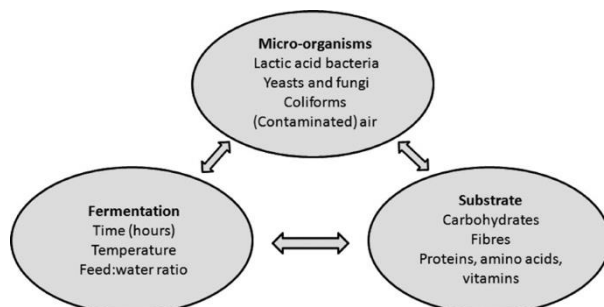 Micro-organisms
Lactic acid bacteria
Yeasts and fungi
Coliforms
(Contaminated) air
Fermentation
Time (hours)
Temperature
Feed:water ratio
Substrate
Carbohydrates
Fibres
Proteins, amino acids,
vitamins